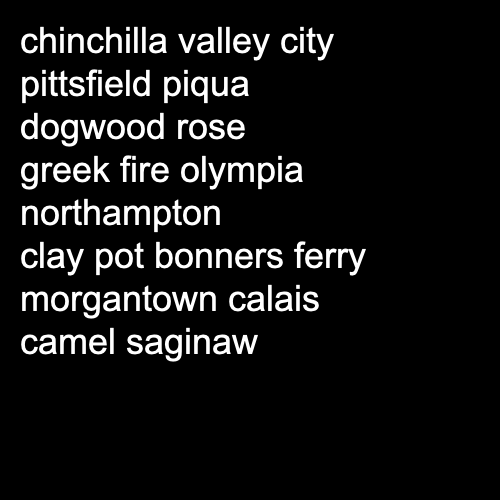 chinchilla valley city
pittsfield piqua
dogwood rose
greek fire olympia
northampton
clay pot bonners ferry
morgantown calais
camel saginaw